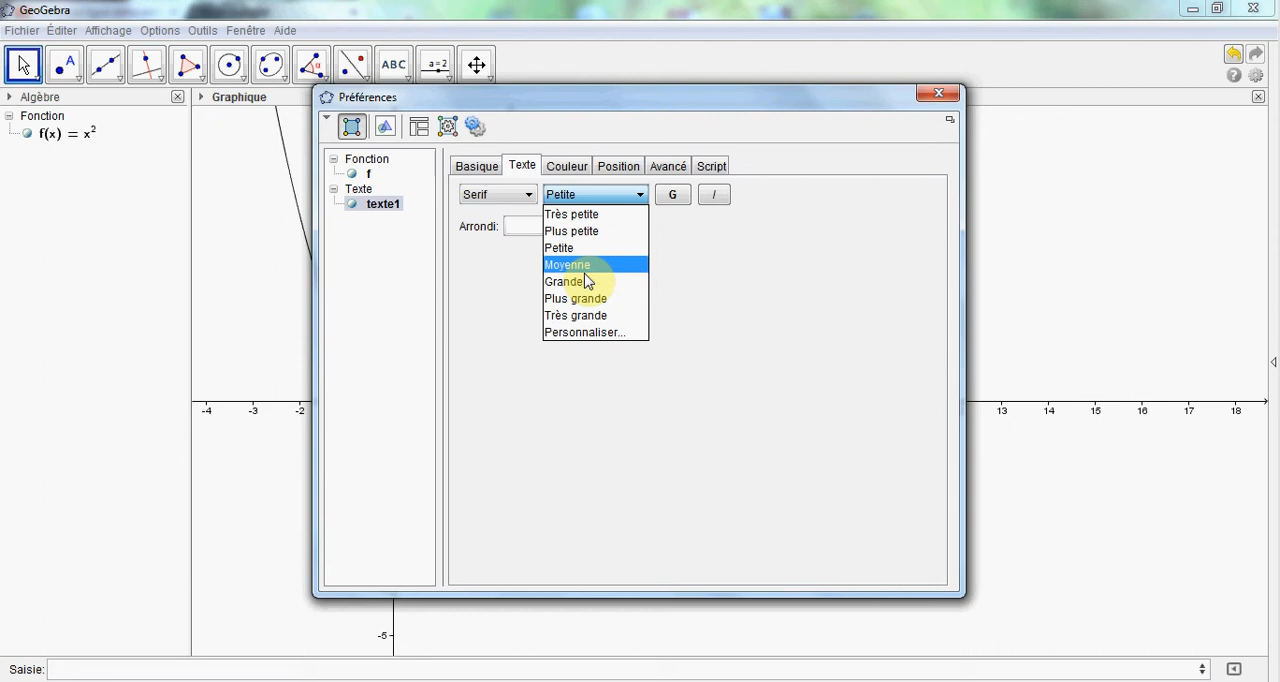 GeoGebra
Fichier Éditer Affichage Options Outils Fenêtre Aide
A
ABC
a=2
Algèbre
Graphique
Fonction
f(x) = x²
Préférences
Fonction
f
Texte
texte1
Basique Texte Couleur Position Avancé Script
Serif Petite G I
Arrondi:
Très petite
Plus petite
Petite
Moyenne
Grande
Plus grande
Très grande
Personnaliser...
-4 -3 -2 13 14 15 16 17 18
-5
Saisie: